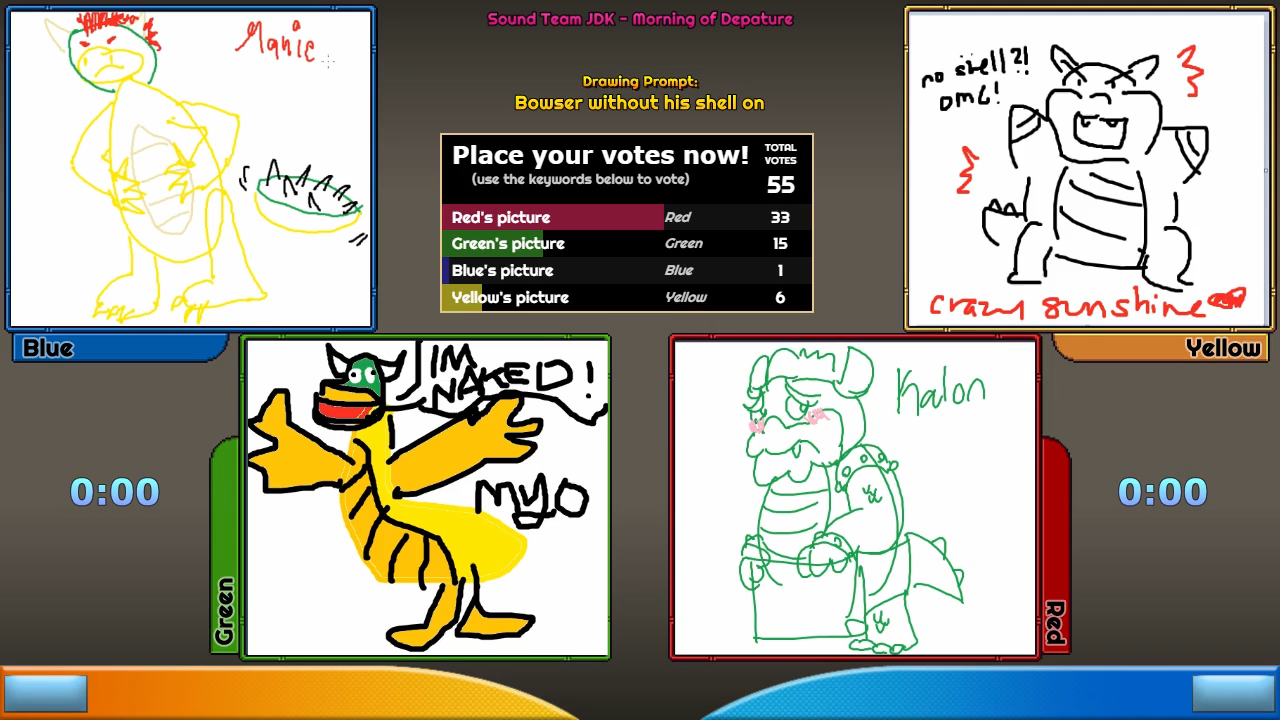 Sound Team JDK - Morning of Depature
Drawing Prompt:
Bowser without his shell on
Place your votes now!
(use the keywords below to vote)
TOTAL
VOTES
55
Red's picture Red 33
Green's picture Green 15
Blue's picture Blue 1
Yellow's picture Yellow 6
Manic
Blue
no shell?!
OMG!
crazy sunshine
Yellow
IM
NAKED!
myo
Green
0:00
Kalon
Red
0:00